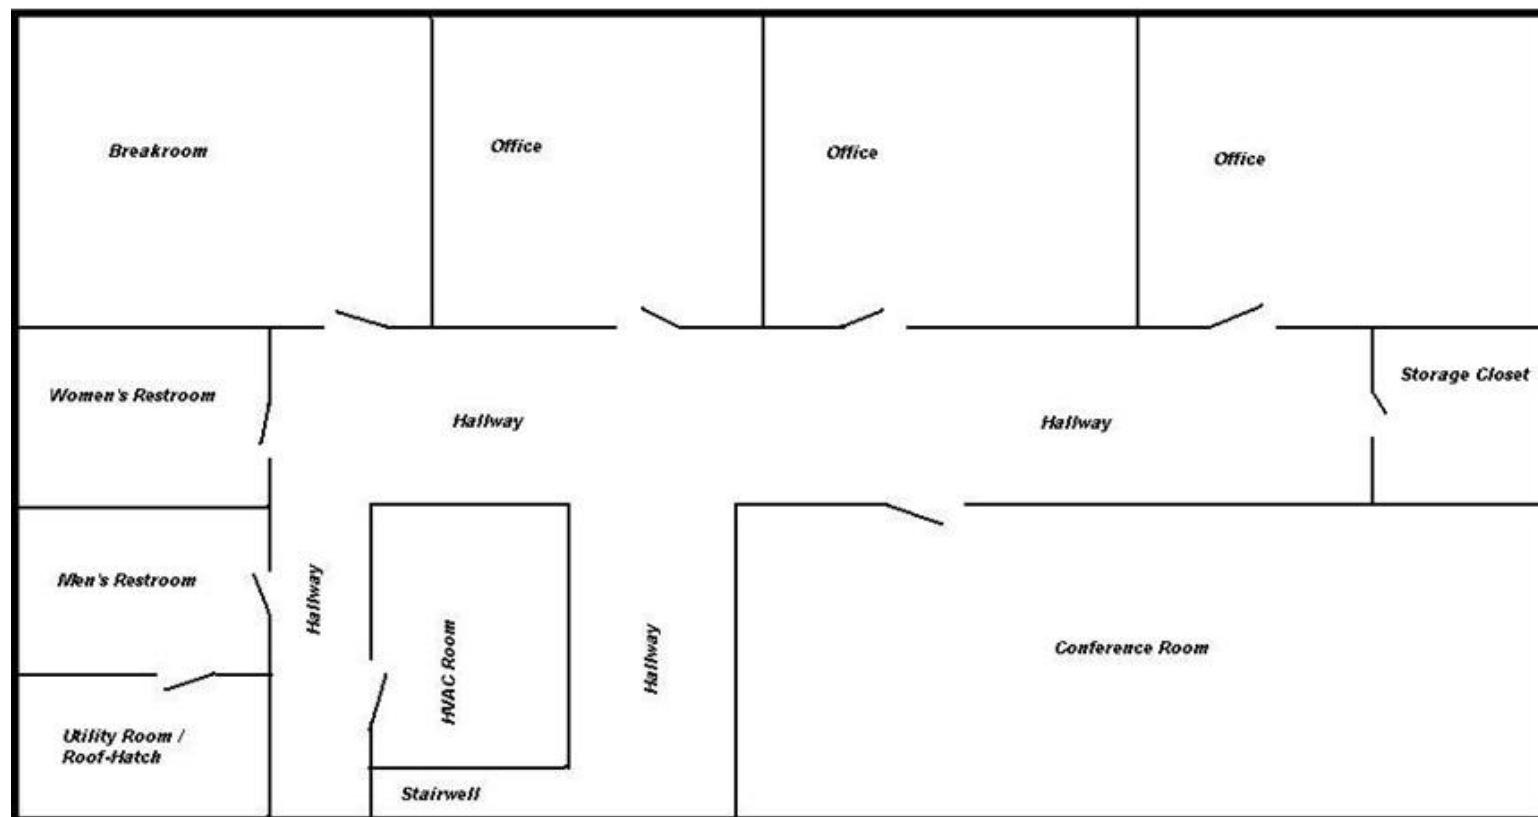 Breakroom
Office
Office
Office
Women's Restroom
Hallway
Hallway
Storage Closet
Men's Restroom
Hallway
HVAC Room
Hallway
Conference Room
Utility Room /
Roof-Hatch
Stairwell